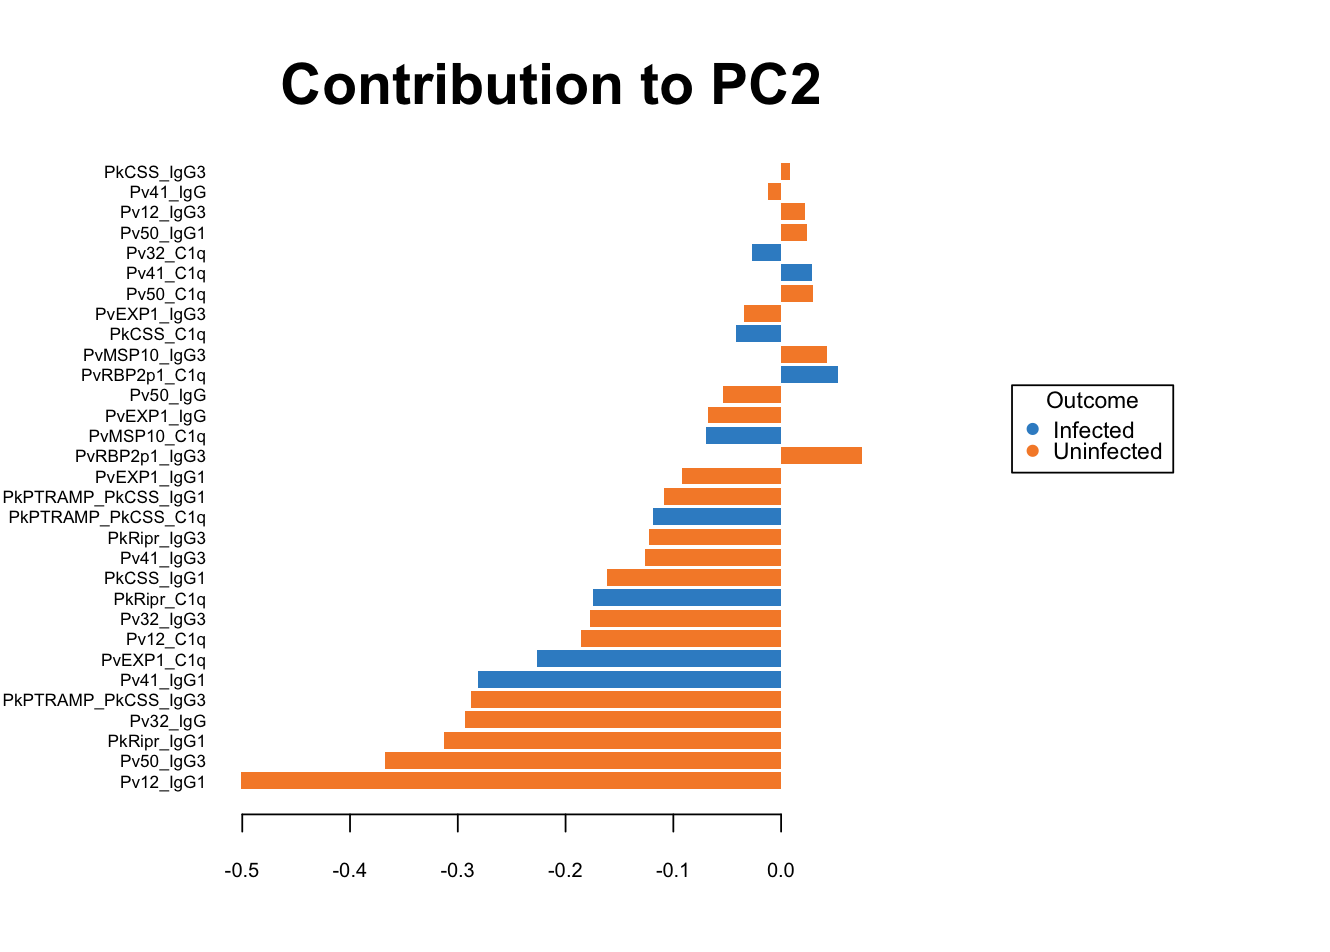 Contribution to PC2
PkCSS_IgG3
Pv41_IgG
Pv12_IgG3
Pv50_IgG1
Pv32_C1q
Pv41_C1q
Pv50_C1q
PvEXP1_IgG3
PkCSS_C1q
PvMSP10_IgG3
PvRBP2p1_C1q
Pv50_IgG
PvEXP1_IgG
PvMSP10_C1q
PvRBP2p1_IgG3
PvEXP1_IgG1
PkPTRAMP_PkCSS_IgG1
PkPTRAMP_PkCSS_C1q
PkRipr_IgG3
Pv41_IgG3
PkCSS_IgG1
PkRipr_C1q
Pv32_IgG3
Pv12_C1q
PvEXP1_C1q
Pv41_IgG1
PkPTRAMP_PkCSS_IgG3
Pv32_IgG
PkRipr_IgG1
Pv50_IgG3
Pv12_IgG1
-0.5 -0.4 -0.3 -0.2 -0.1 0.0
Outcome
Infected
Uninfected